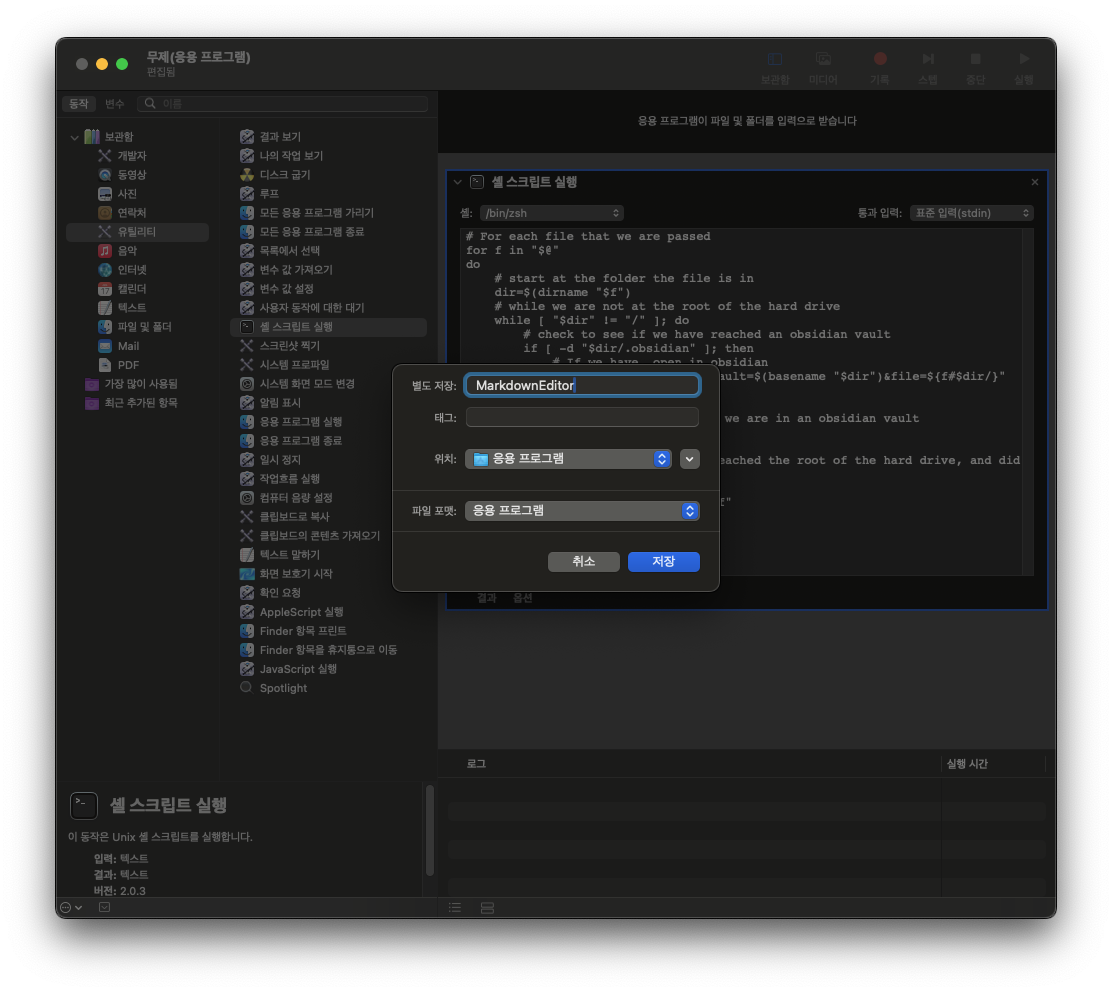 무제(응용 프로그램)
편집됨
보관함
미디어
기록
스텝
중단
실행
동작
변수
이름
보관함
개발자
동영상
사진
연락처
유틸리티
음악
인터넷
캘린더
텍스트
파일 및 폴더
Mail
PDF
가장 많이 사용됨
최근 추가된 항목
결과 보기
나의 작업 보기
디스크 굽기
루프
모든 응용 프로그램 가리기
모든 응용 프로그램 종료
목록에서 선택
변수 값 가져오기
변수 값 설정
사용자 동작에 대한 대기
셸 스크립트 실행
스크린샷 찍기
시스템 프로파일
시스템 화면 모드 변경
알림 표시
응용 프로그램 실행
응용 프로그램 종료
일시 정지
작업흐름 실행
컴퓨터 음량 설정
클립보드로 복사
클립보드의 콘텐츠 가져오기
텍스트 말하기
화면 보호기 시작
확인 요청
AppleScript 실행
Finder 항목 프린트
Finder 항목을 휴지통으로 이동
JavaScript 실행
Spotlight
응용 프로그램이 파일 및 폴더를 입력으로 받습니다
셸 스크립트 실행
셸: /bin/zsh
통과 입력: 표준 입력(stdin)
# For each file that we are passed
for f in "$@"
do
# start at the folder the file is in
dir=$(dirname "$f")
# while we are not at the root of the hard drive
while [ "$dir" != "/" ]; do
# check to see if we have reached an obsidian vault
if [ -d "$dir/.obsidian" ]; then
# If we have, open in obsidian
ault=$(basename "$dir")&file=${f#$dir/}"
we are in an obsidian vault
eached the root of the hard drive, and did
"
별도 저장: MarkdownEditor
태그:
위치: 응용 프로그램
파일 포맷: 응용 프로그램
취소
저장
결과
옵션
로그
실행 시간
셸 스크립트 실행
이 동작은 Unix 셸 스크립트를 실행합니다.
입력: 텍스트
결과: 텍스트
버전: 2.0.3